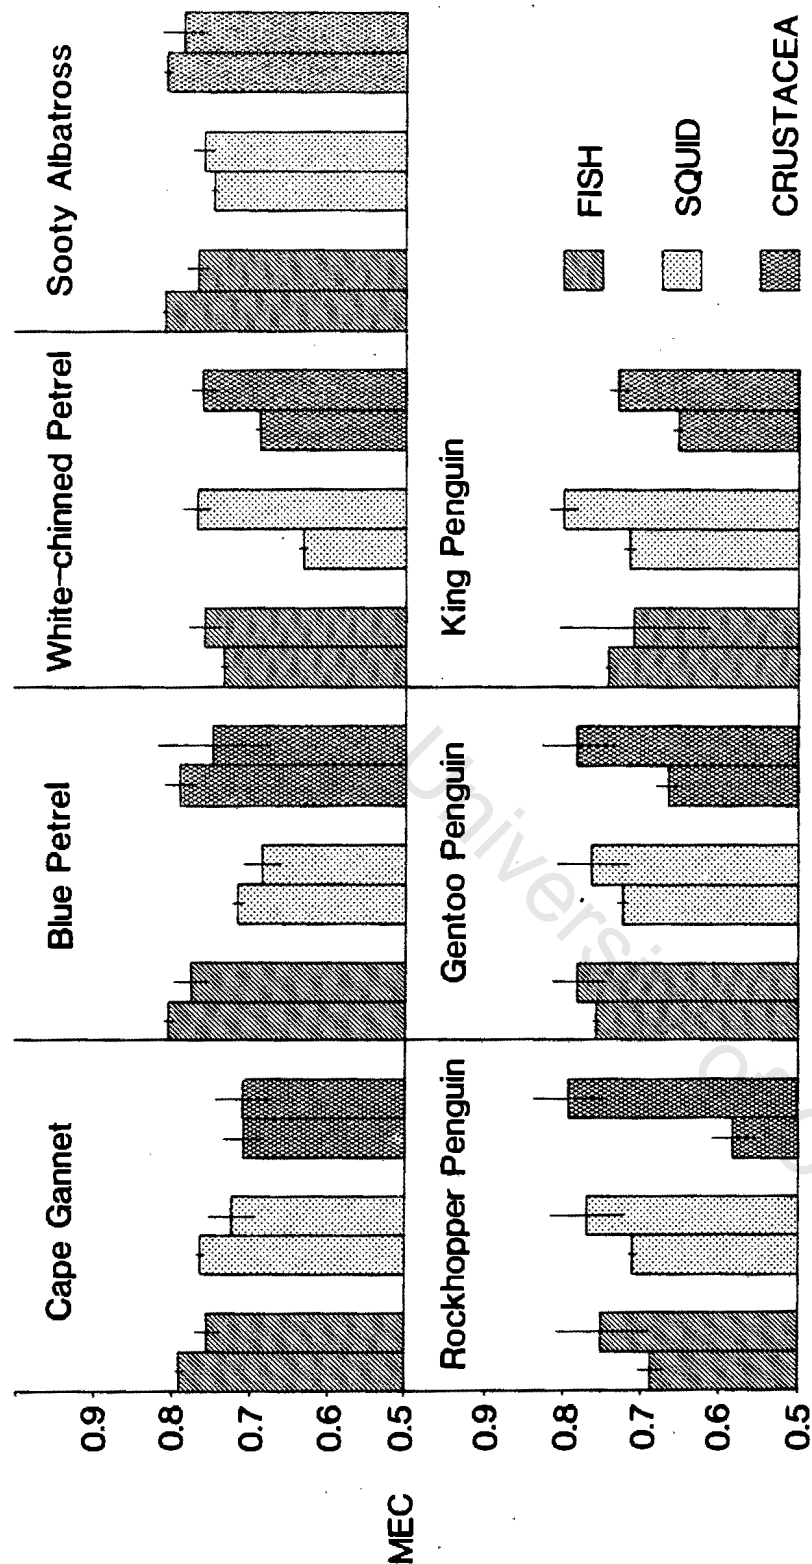 Cape Gannet
Blue Petrel
White-chinned Petrel
Sooty Albatross
0.9
0.8
0.7
0.6
0.5
MEC
Rockhopper Penguin
Gentoo Penguin
King Penguin
0.9
0.8
0.7
0.6
0.5
FISH
SQUID
CRUSTACEA
of